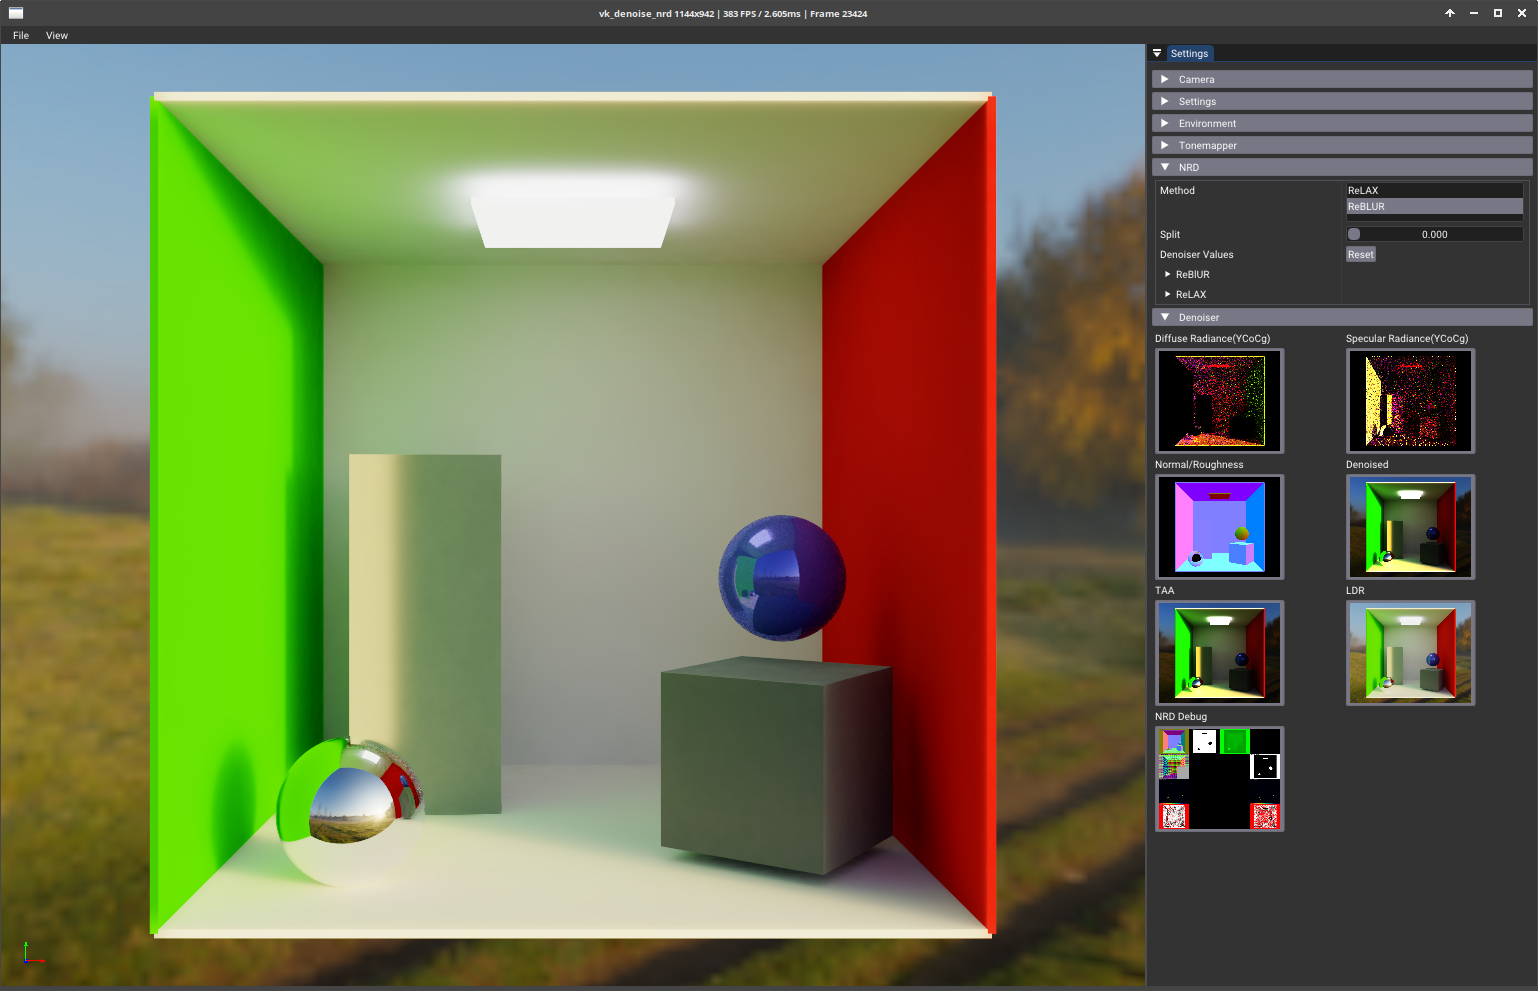 vk_denoise_nrd 1144x942 | 383 FPS / 2.605ms | Frame 23424
File View
Settings
Camera
Settings
Environment
Tonemapper
NRD
Method ReLAX
ReBLUR
Split 0.000
Denoiser Values Reset
ReBlUR
ReLAX
Denoiser
Diffuse Radiance(YCoCg) Specular Radiance(YCoCg)
Normal/Roughness Denoised
TAA LDR
NRD Debug